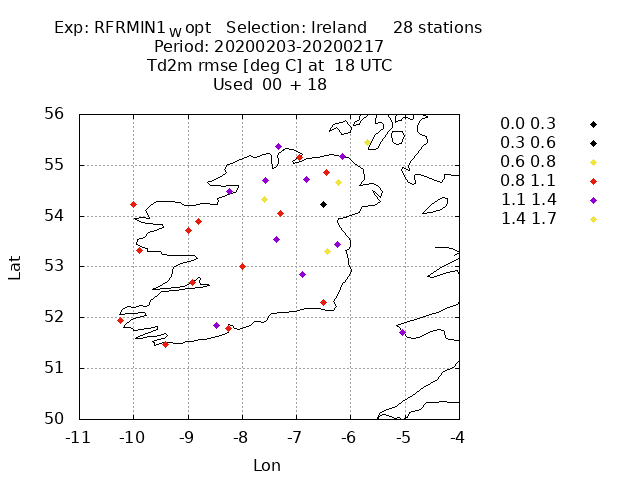 Exp: RFRMIN1 W opt Selection: Ireland 28 stations
Period: 20200203-20200217
Td2m rmse [deg C] at 18 UTC
Used 00 + 18
56
55
54
53
52
51
50
-11 -10 -9 -8 -7 -6 -5 -4
Lat
Lon
0.0 0.3
0.3 0.6
0.6 0.8
0.8 1.1
1.1 1.4
1.4 1.7